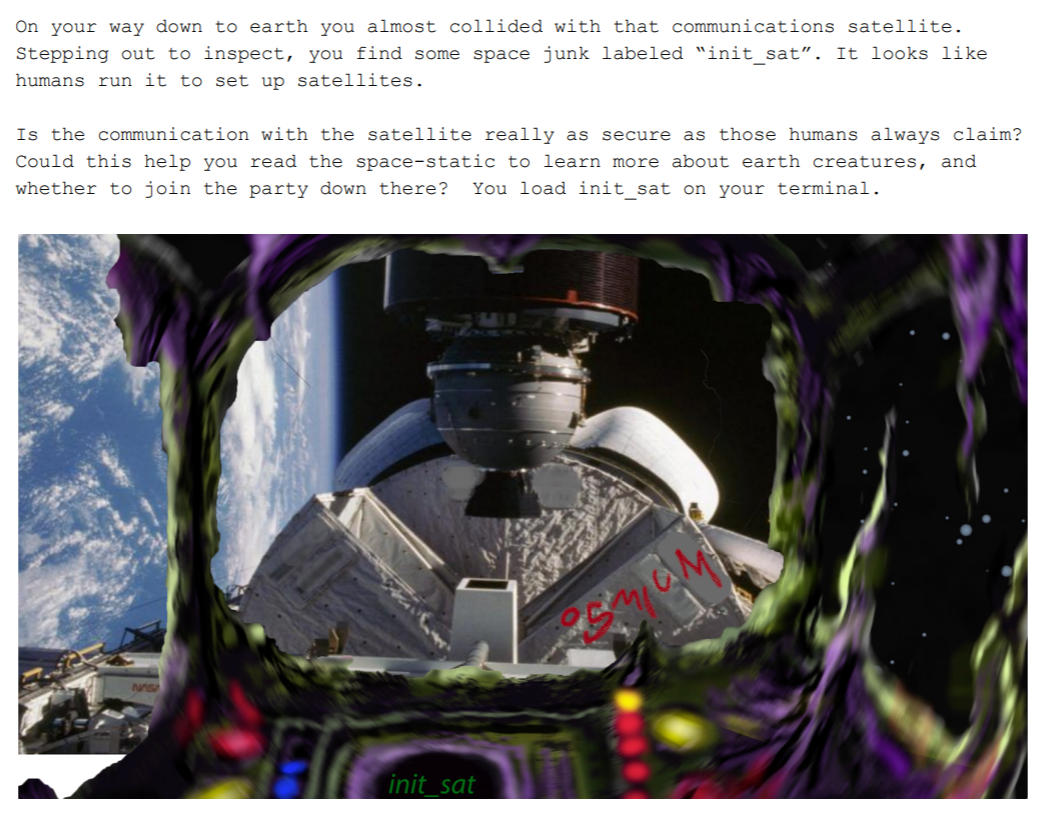 On your way down to earth you almost collided with that communications satellite.
Stepping out to inspect, you find some space junk labeled “init_sat”. It looks like
humans run it to set up satellites.
Is the communication with the satellite really as secure as those humans always claim?
Could this help you read the space-static to learn more about earth creatures, and
whether to join the party down there?  You load init_sat on your terminal.
osmiuM
NASA
init_sat